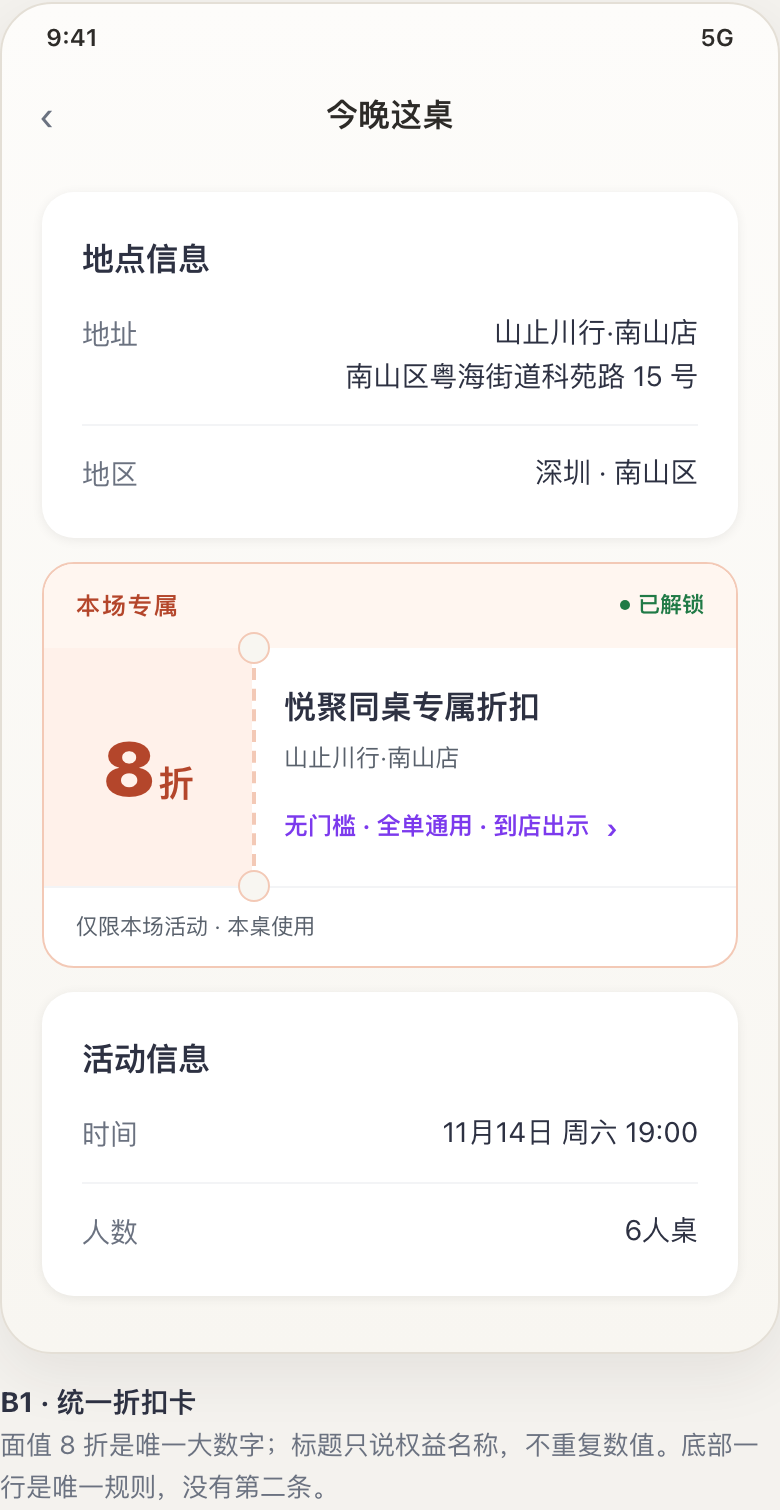 9:41 5G
‹ 今晚这桌
地点信息
地址 山止川行·南山店
南山区粤海街道科苑路 15 号
地区 深圳 · 南山区
本场专属 已解锁
悦聚同桌专属折扣
8折
山止川行·南山店
无门槛 · 全单通用 · 到店出示 ›
仅限本场活动 · 本桌使用
活动信息
时间 11月14日 周六 19:00
人数 6人桌
B1 · 统一折扣卡
面值 8 折是唯一大数字；标题只说权益名称，不重复数值。底部一
行是唯一规则，没有第二条。